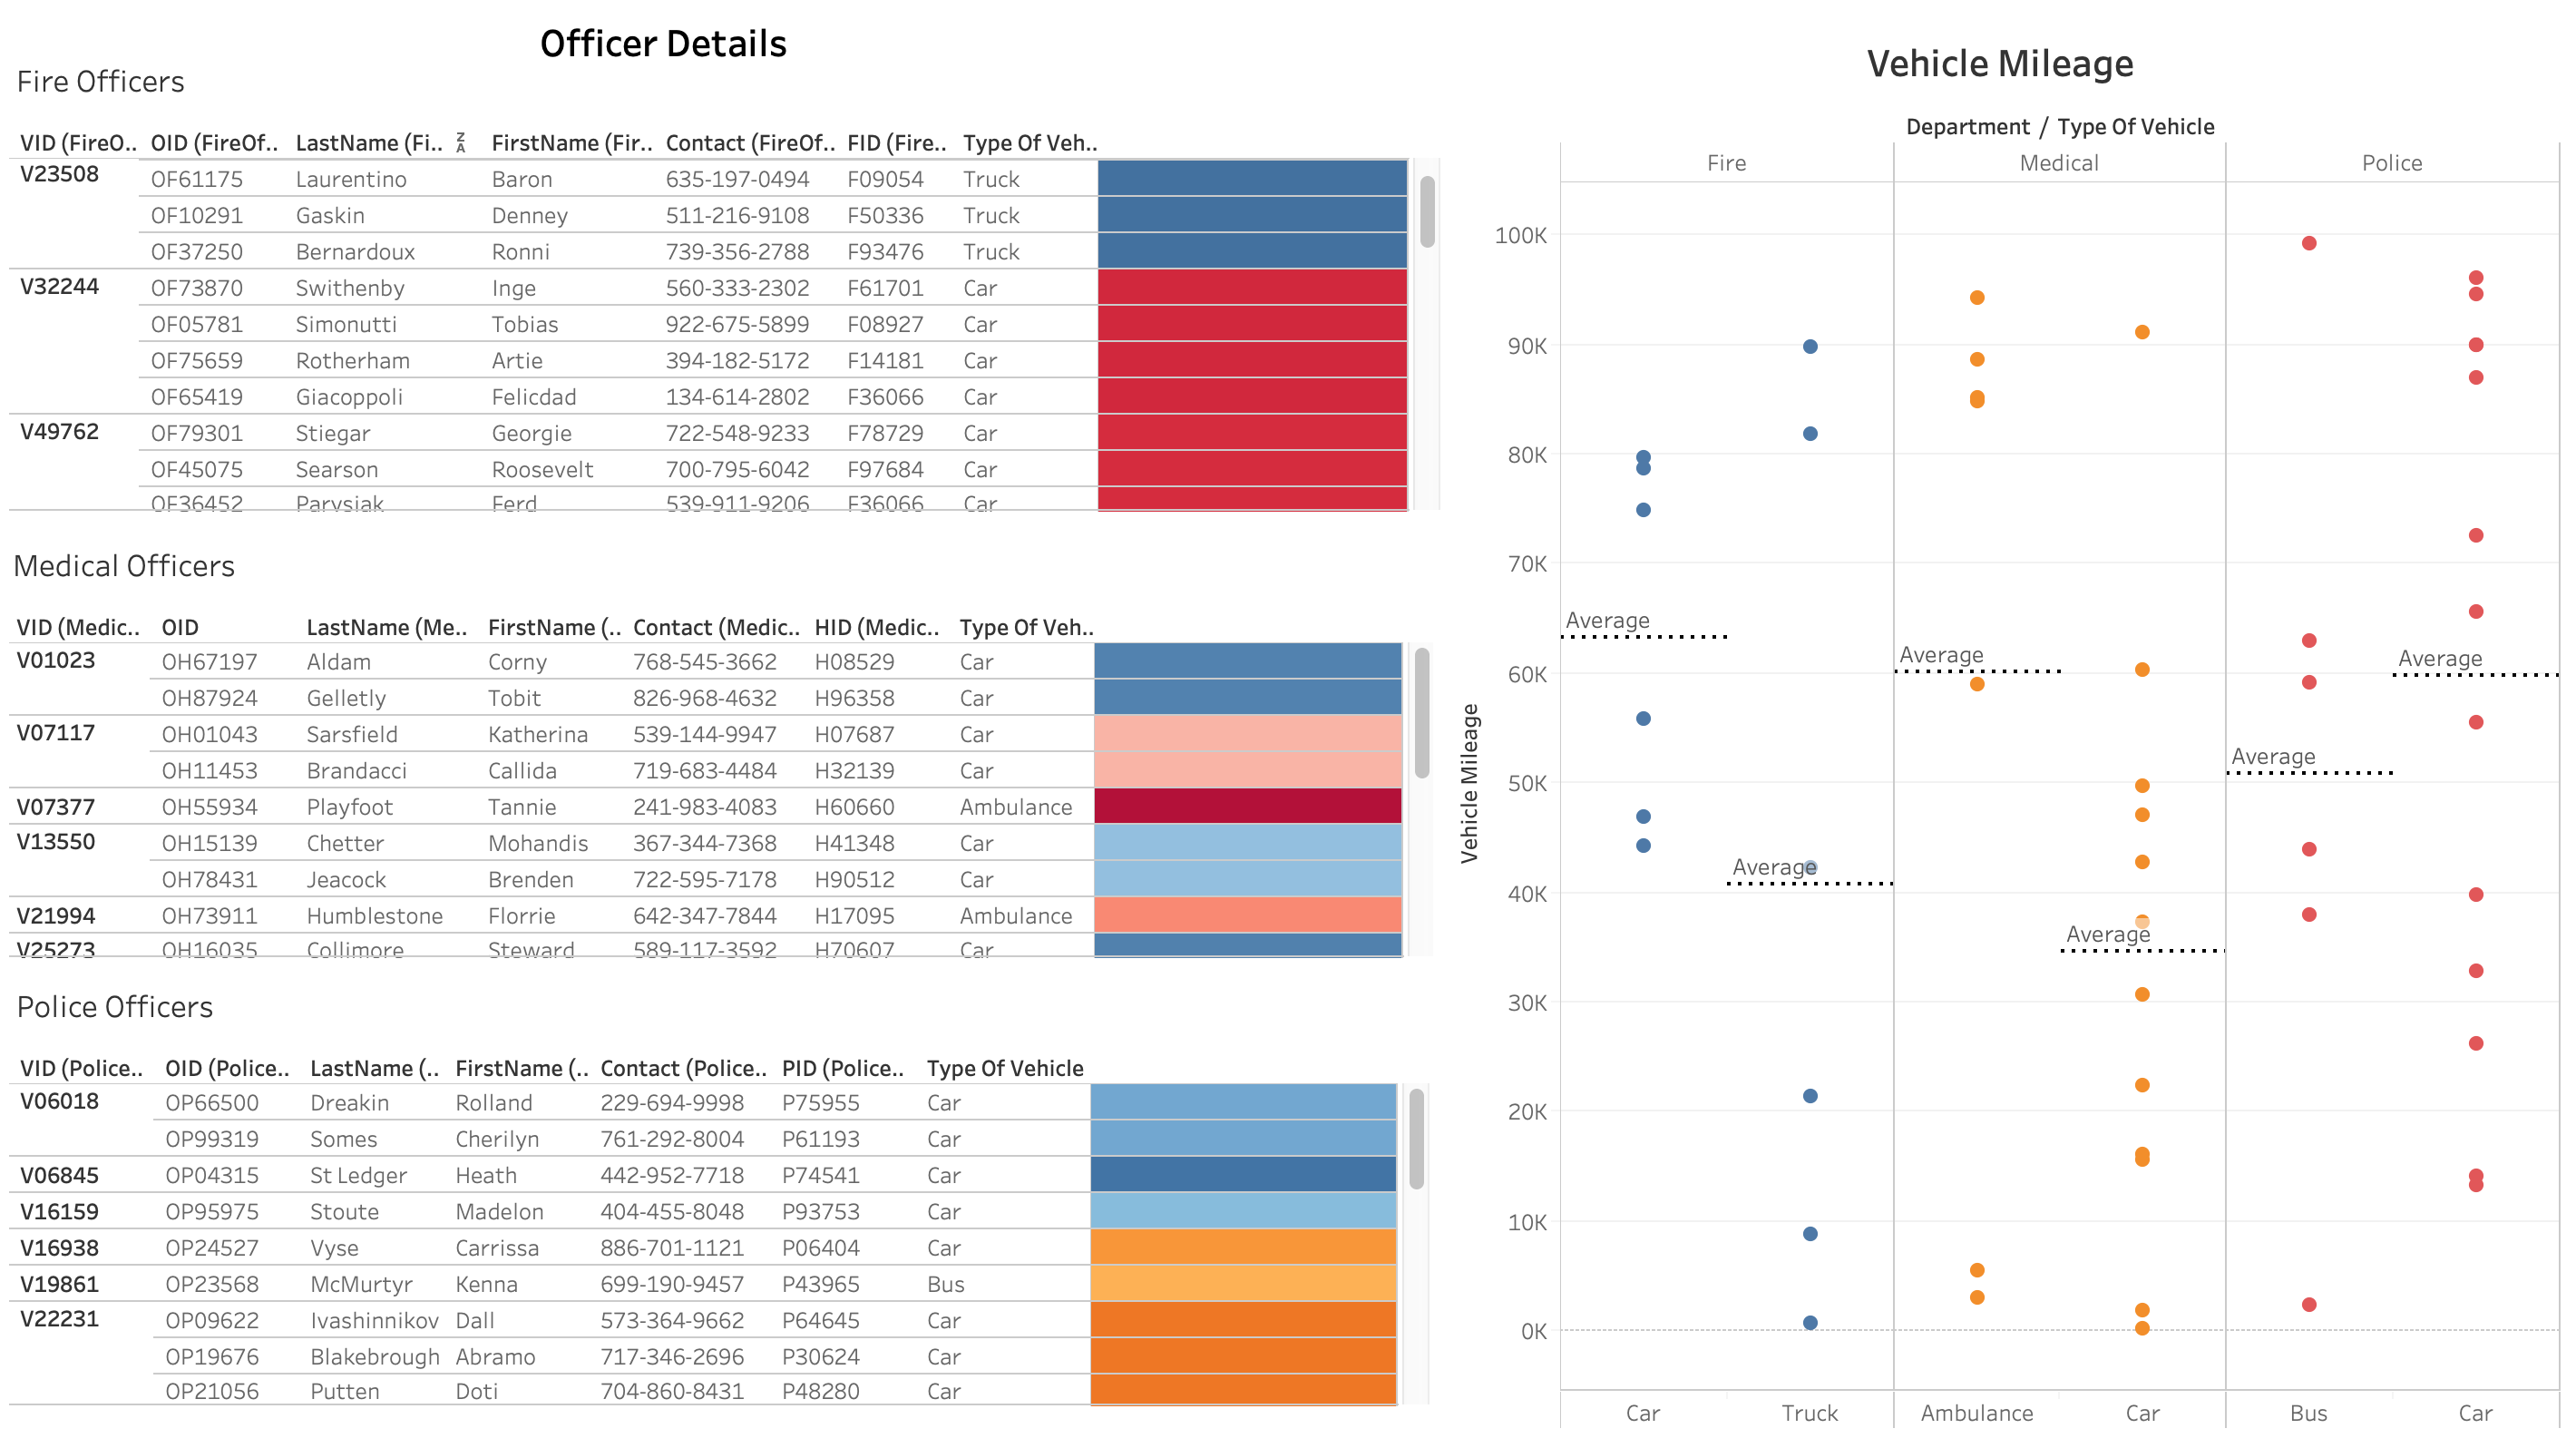 Officer Details
Fire Officers
VID (FireO.. OID (FireOf.. LastName (Fi.. ZA FirstName (Fir.. Contact (FireOf.. FID (Fire.. Type Of Veh..
V23508 OF61175 Laurentino Baron 635-197-0494 F09054 Truck
OF10291 Gaskin Denney 511-216-9108 F50336 Truck
OF37250 Bernardoux Ronni 739-356-2788 F93476 Truck
V32244 OF73870 Swithenby Inge 560-333-2302 F61701 Car
OF05781 Simonutti Tobias 922-675-5899 F08927 Car
OF75659 Rotherham Artie 394-182-5172 F14181 Car
OF65419 Giacoppoli Felicdad 134-614-2802 F36066 Car
V49762 OF79301 Stiegar Georgie 722-548-9233 F78729 Car
OF45075 Searson Roosevelt 700-795-6042 F97684 Car
OF36452 Parysiak Ferd 539-911-9206 F36066 Car
Medical Officers
VID (Medic.. OID LastName (Me.. FirstName (.. Contact (Medic.. HID (Medic.. Type Of Veh..
V01023 OH67197 Aldam Corny 768-545-3662 H08529 Car
OH87924 Gelletly Tobit 826-968-4632 H96358 Car
V07117 OH01043 Sarsfield Katherina 539-144-9947 H07687 Car
OH11453 Brandacci Callida 719-683-4484 H32139 Car
V07377 OH55934 Playfoot Tannie 241-983-4083 H60660 Ambulance
V13550 OH15139 Chetter Mohandis 367-344-7368 H41348 Car
OH78431 Jeacock Brenden 722-595-7178 H90512 Car
V21994 OH73911 Humblestone Florrie 642-347-7844 H17095 Ambulance
V25273 OH16035 Collimore Steward 589-117-3592 H70607 Car
Police Officers
VID (Police.. OID (Police.. LastName (.. FirstName (.. Contact (Police.. PID (Police.. Type Of Vehicle
V06018 OP66500 Dreakin Rolland 229-694-9998 P75955 Car
OP99319 Somes Cherilyn 761-292-8004 P61193 Car
V06845 OP04315 St Ledger Heath 442-952-7718 P74541 Car
V16159 OP95975 Stoute Madelon 404-455-8048 P93753 Car
V16938 OP24527 Vyse Carrissa 886-701-1121 P06404 Car
V19861 OP23568 McMurtyr Kenna 699-190-9457 P43965 Bus
V22231 OP09622 Ivashinnikov Dall 573-364-9662 P64645 Car
OP19676 Blakebrough Abramo 717-346-2696 P30624 Car
OP21056 Putten Doti 704-860-8431 P48280 Car
Vehicle Mileage
Department / Type Of Vehicle
Fire Medical Police
Vehicle Mileage
100K
90K
80K
70K
60K
50K
40K
30K
20K
10K
0K
Average
Average
Average
Average
Average
Average
Car Truck Ambulance Car Bus Car